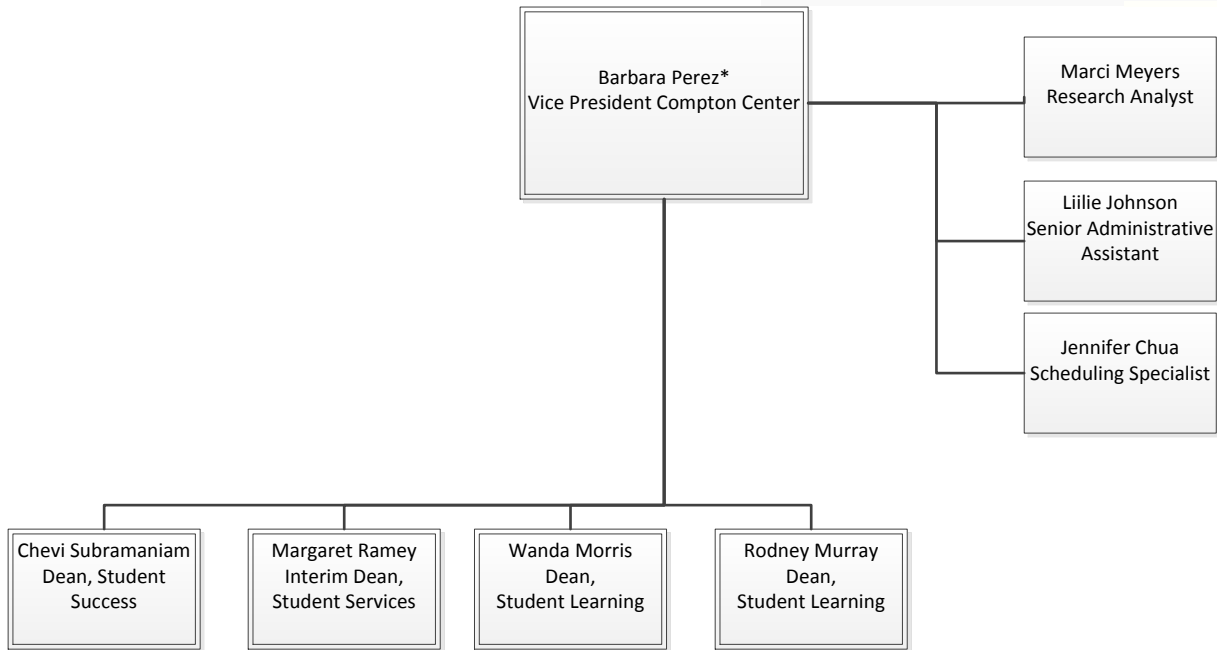 Barbara Perez*
Vice President Compton Center
Marci Meyers
Research Analyst
Liilie Johnson
Senior Administrative
Assistant
Jennifer Chua
Scheduling Specialist
Chevi Subramaniam
Dean, Student
Success
Margaret Ramey
Interim Dean,
Student Services
Wanda Morris
Dean,
Student Learning
Rodney Murray
Dean,
Student Learning